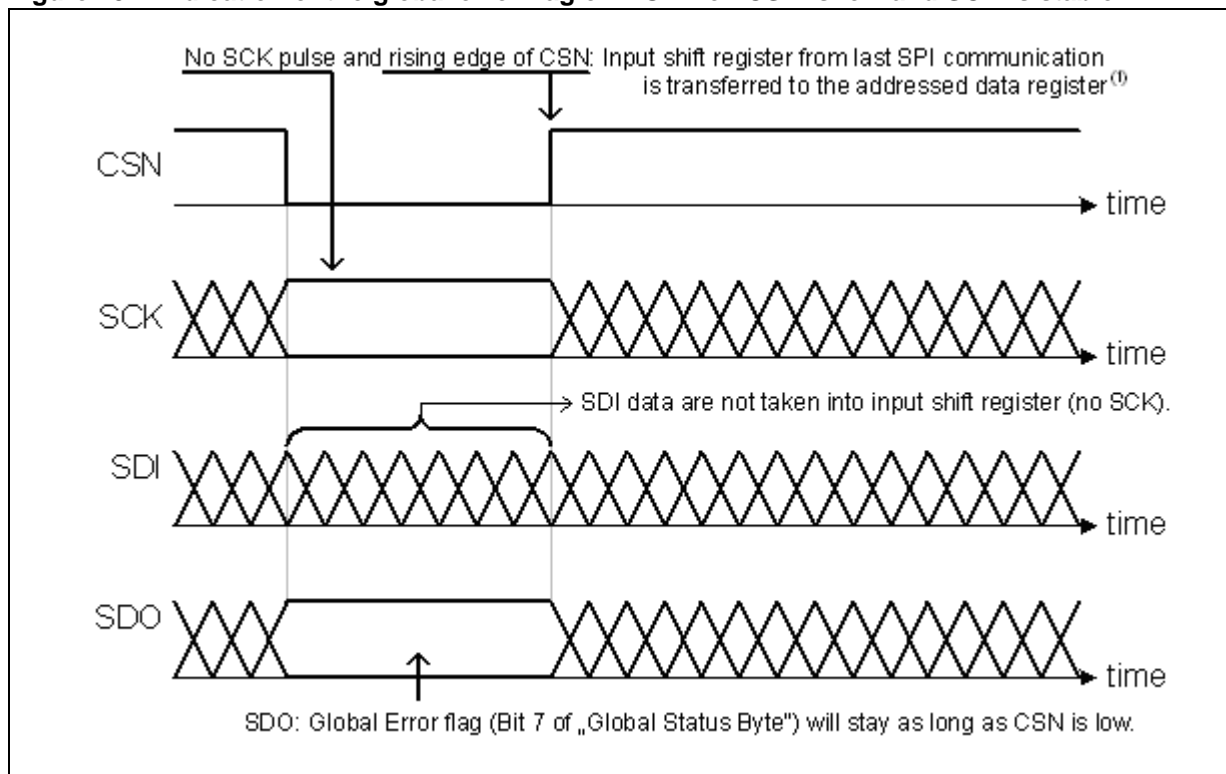 No SCK pulse and rising edge of CSN: Input shift register from last SPI communication
is transferred to the addressed data register(1)
CSN
time
SCK
time
SDI data are not taken into input shift register (no SCK).
SDI
time
SDO
time
SDO: Global Error flag (Bit 7 of „Global Status Byte") will stay as long as CSN is low.